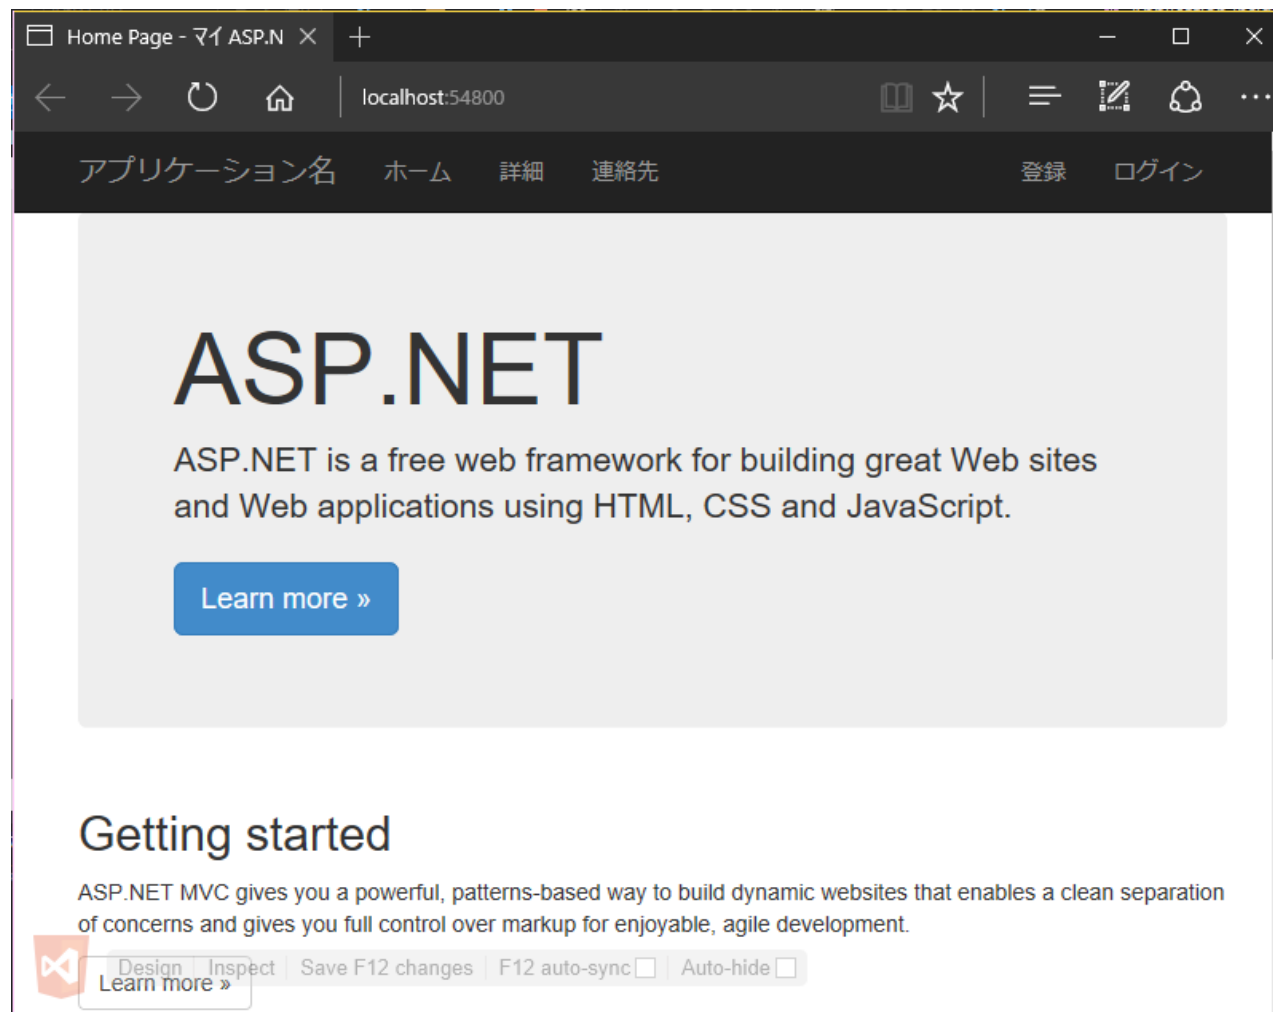 Home Page - マイ ASP.N
localhost:54800
アプリケーション名 ホーム 詳細 連絡先 登録 ログイン
ASP.NET
ASP.NET is a free web framework for building great Web sites
and Web applications using HTML, CSS and JavaScript.
Learn more »
Getting started
ASP.NET MVC gives you a powerful, patterns-based way to build dynamic websites that enables a clean separation
of concerns and gives you full control over markup for enjoyable, agile development.
Design Inspect Save F12 changes F12 auto-sync Auto-hide
Learn more »